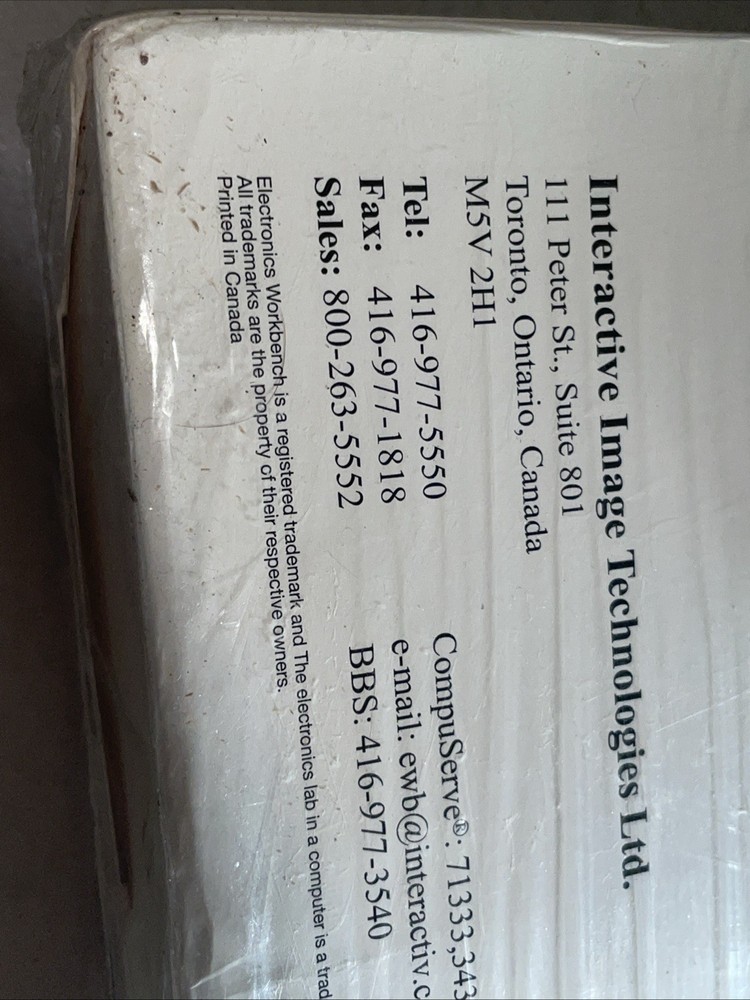 Interactive Image Technologies Ltd.
111 Peter St., Suite 801
Toronto, Ontario, Canada
M5V 2H1
Tel: 416-977-5550
Fax: 416-977-1818
Sales: 800-263-5552
CompuServe®: 71333,343
e-mail: ewb@interactiv.c
BBS: 416-977-3540
Electronics Workbench is a registered trademark and The electronics lab in a computer is a trad
All trademarks are the property of their respective owners.
Printed in Canada